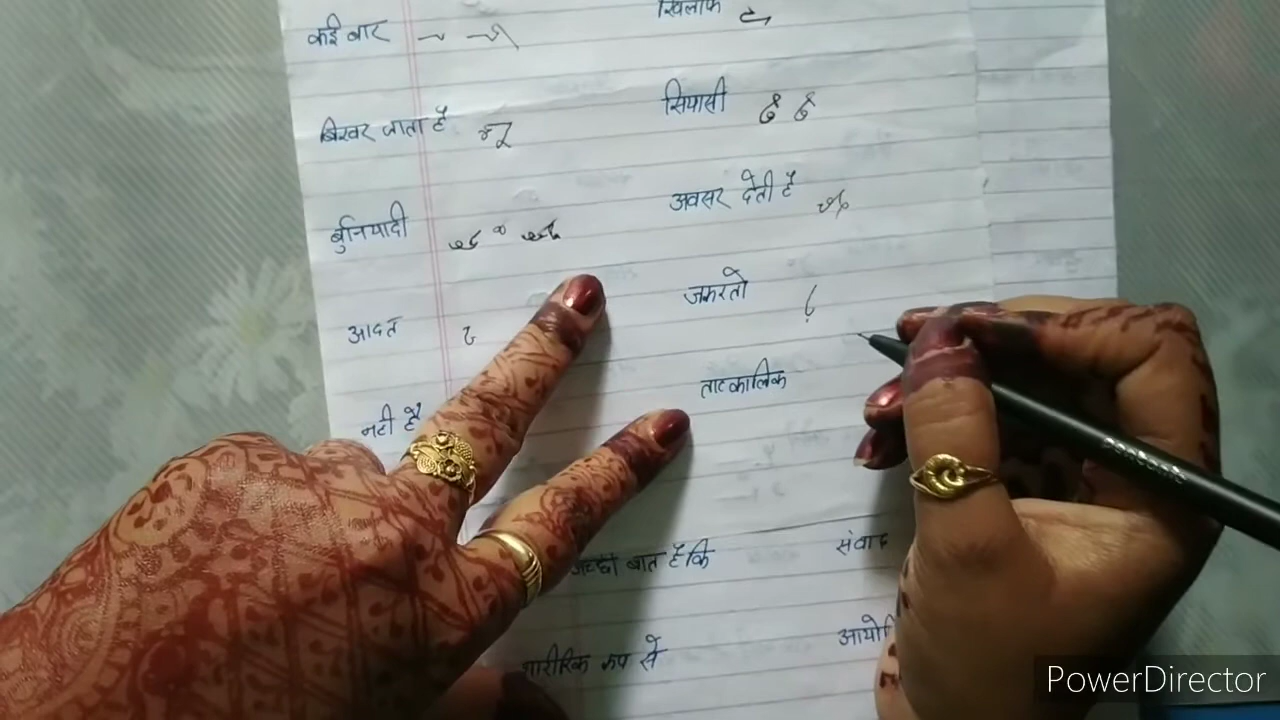 कई बार
खिलाफ
बिखर जाता है
सियासी
बुनियादी
अवसर देती है
आदत
जरूरतो
नही है
तात्कालिक
अच्छी बात है कि
संवाद
शारीरिक रूप से
PowerDirector